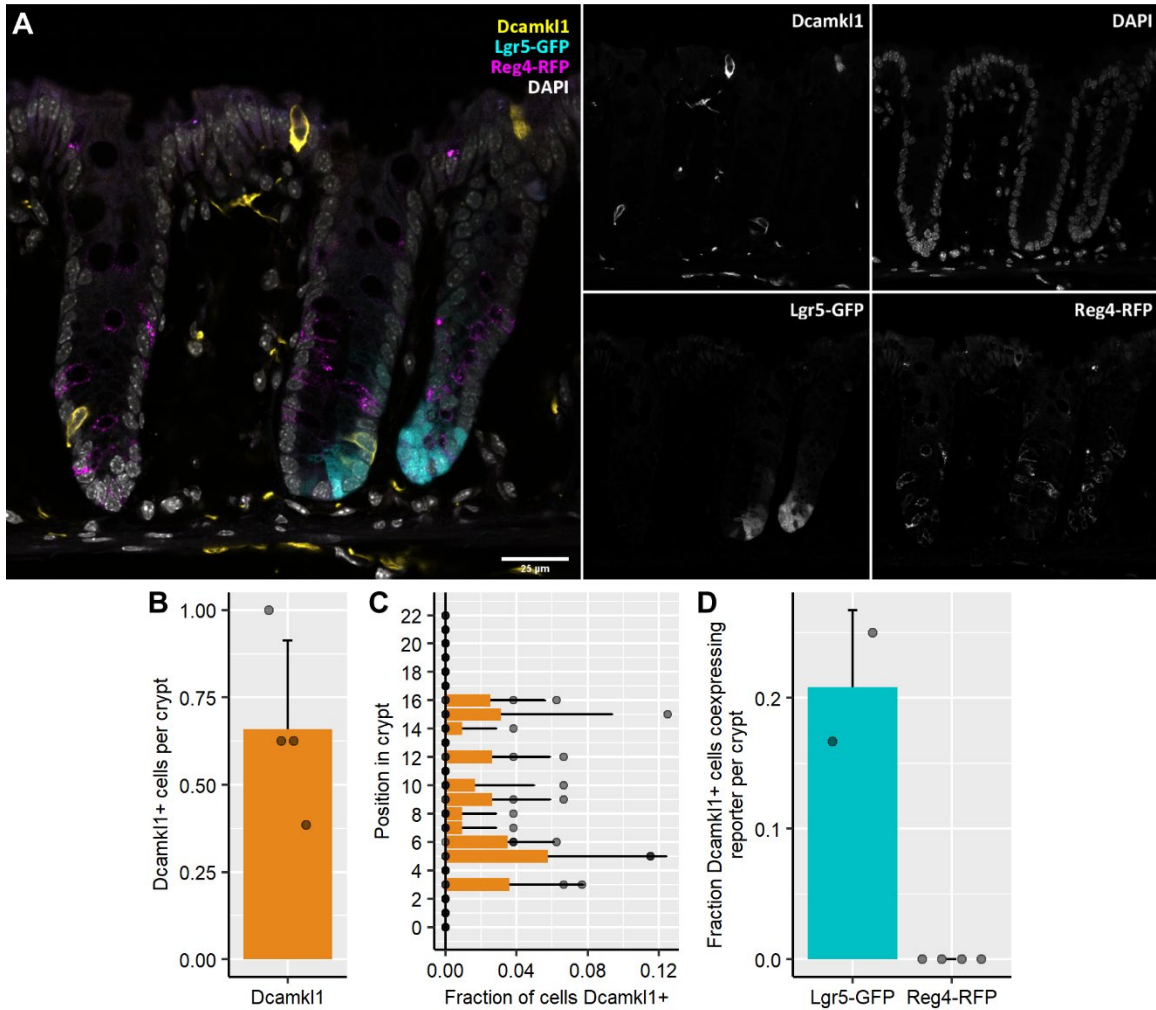 A
Dcamkl1
Lgr5-GFP
Reg4-RFP
DAPI
25 µm
Dcamkl1
DAPI
Lgr5-GFP
Reg4-RFP
B
Dcamkl1+ cells per crypt
1.00
0.75
0.50
0.25
0.00
Dcamkl1
C
Position in crypt
22
20
18
16
14
12
10
8
6
4
2
0
0.00
0.04
0.08
0.12
Fraction of cells Dcamkl1+
D
Fraction Dcamkl1+ cells coexpressing
reporter per crypt
0.2
0.1
0.0
Lgr5-GFP
Reg4-RFP